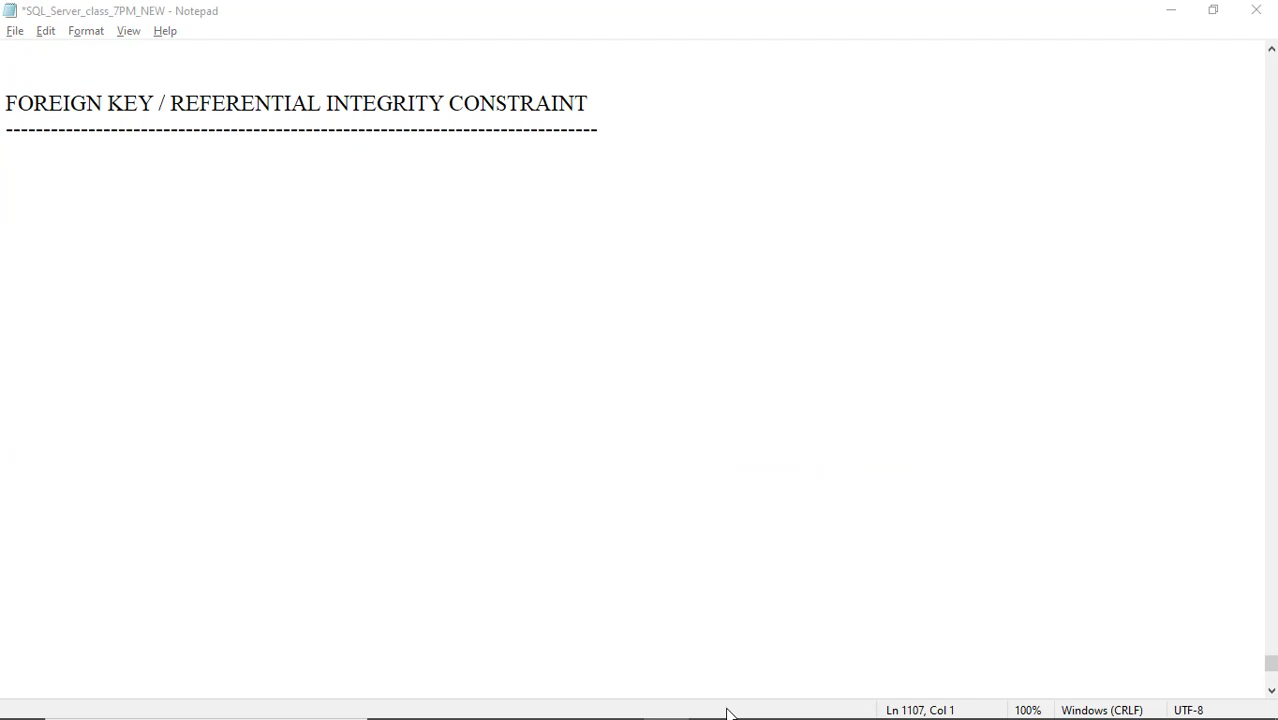 *SQL_Server_class_7PM_NEW - Notepad
File Edit Format View Help
FOREIGN KEY / REFERENTIAL INTEGRITY CONSTRAINT
--------------------------------------------------------------------------------
Ln 1107, Col 1 100% Windows (CRLF) UTF-8